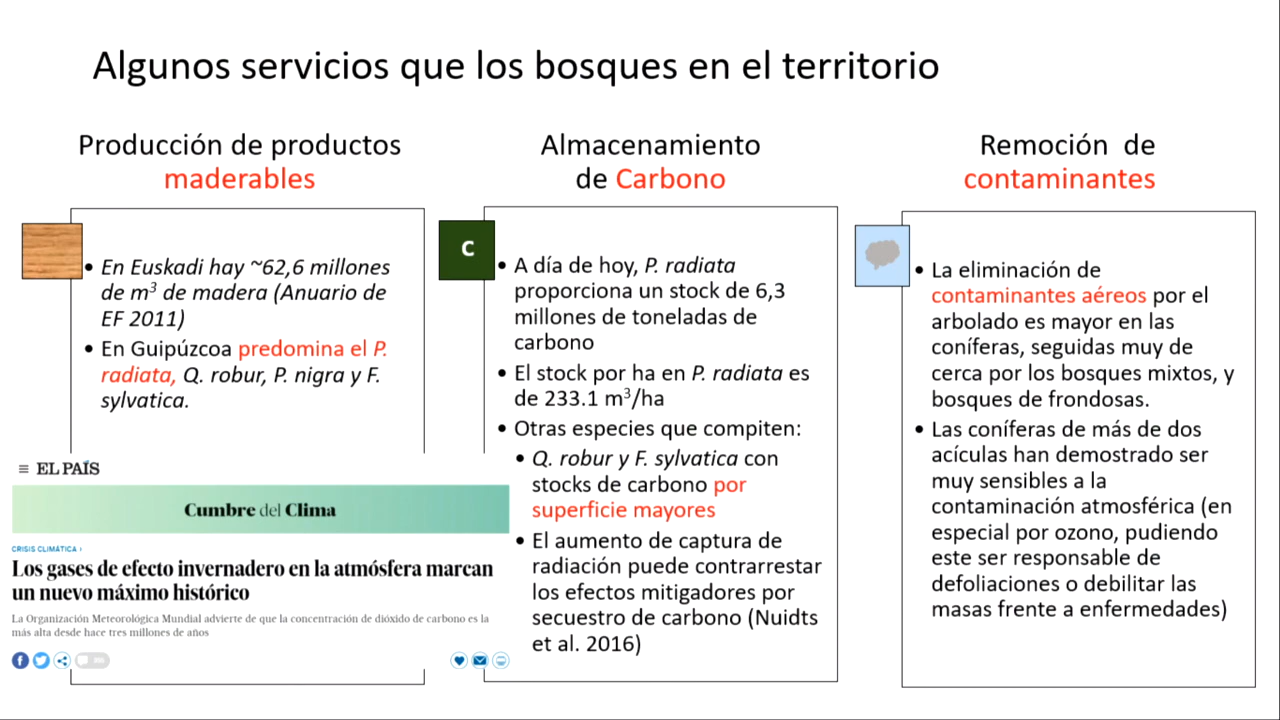 Algunos servicios que los bosques en el territorio
Producción de productos
maderables
• En Euskadi hay ~62,6 millones
de m³ de madera (Anuario de
EF 2011)
• En Guipúzcoa predomina el P.
radiata, Q. robur, P. nigra y F.
sylvatica.
EL PAÍS
Cumbre del Clima
CRISIS CLIMÁTICA ›
Los gases de efecto invernadero en la atmósfera marcan
un nuevo máximo histórico
La Organización Meteorológica Mundial advierte de que la concentración de dióxido de carbono es la
más alta desde hace tres millones de años
Almacenamiento
de Carbono
C
• A día de hoy, P. radiata
proporciona un stock de 6,3
millones de toneladas de
carbono
• El stock por ha en P. radiata es
de 233.1 m³/ha
• Otras especies que compiten:
• Q. robur y F. sylvatica con
stocks de carbono por
superficie mayores
• El aumento de captura de
radiación puede contrarrestar
los efectos mitigadores por
secuestro de carbono (Nuidts
et al. 2016)
Remoción de
contaminantes
• La eliminación de
contaminantes aéreos por el
arbolado es mayor en las
coníferas, seguidas muy de
cerca por los bosques mixtos, y
bosques de frondosas.
• Las coníferas de más de dos
acículas han demostrado ser
muy sensibles a la
contaminación atmosférica (en
especial por ozono, pudiendo
este ser responsable de
defoliaciones o debilitar las
masas frente a enfermedades)